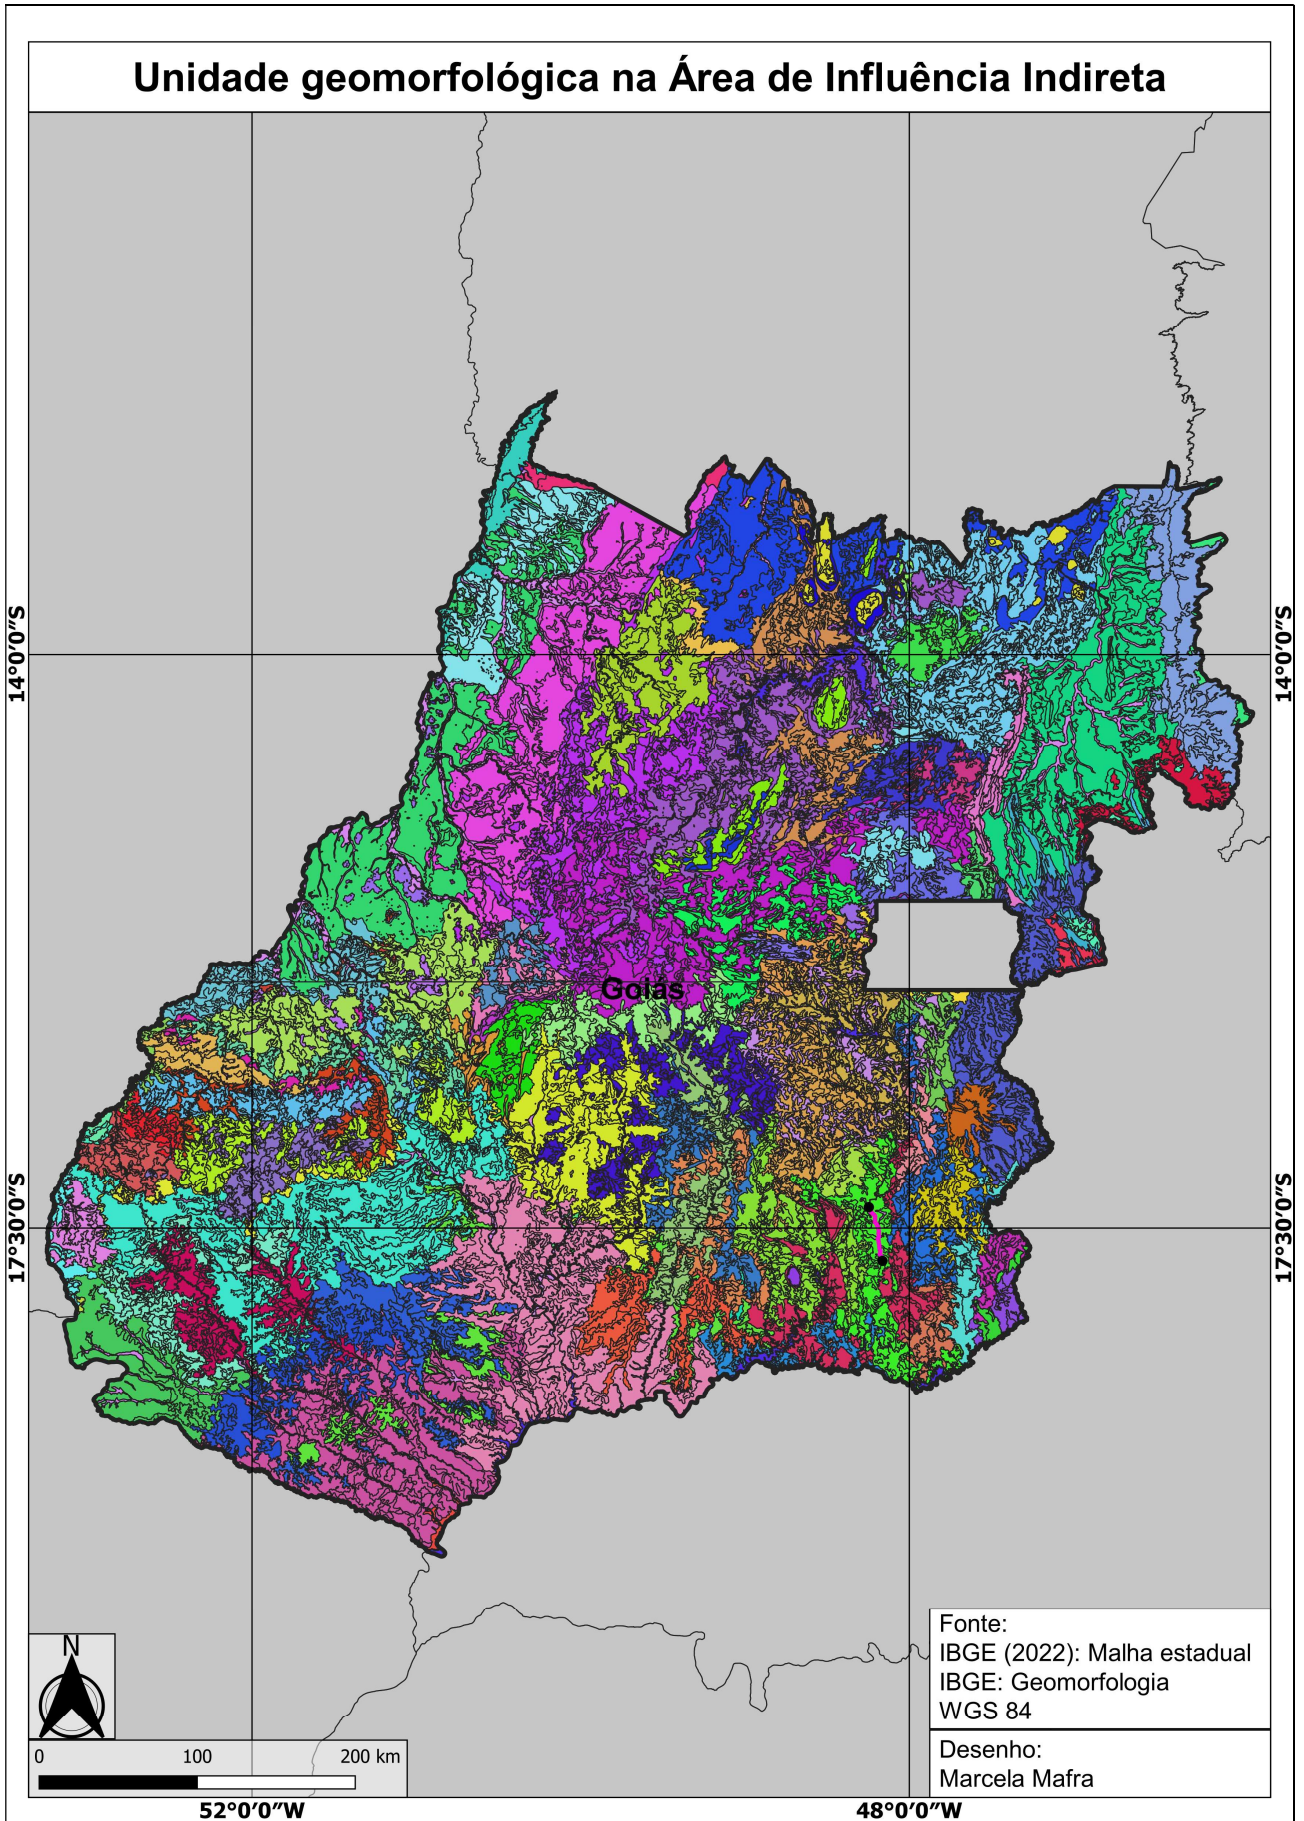 Unidade geomorfológica na Área de Influência Indireta
14°0′0″S
14°0′0″S
Goiás
17°30′0″S
17°30′0″S
N
0 100 200 km
Fonte:
IBGE (2022): Malha estadual
IBGE: Geomorfologia
WGS 84
Desenho:
Marcela Mafra
52°0′0″W
48°0′0″W